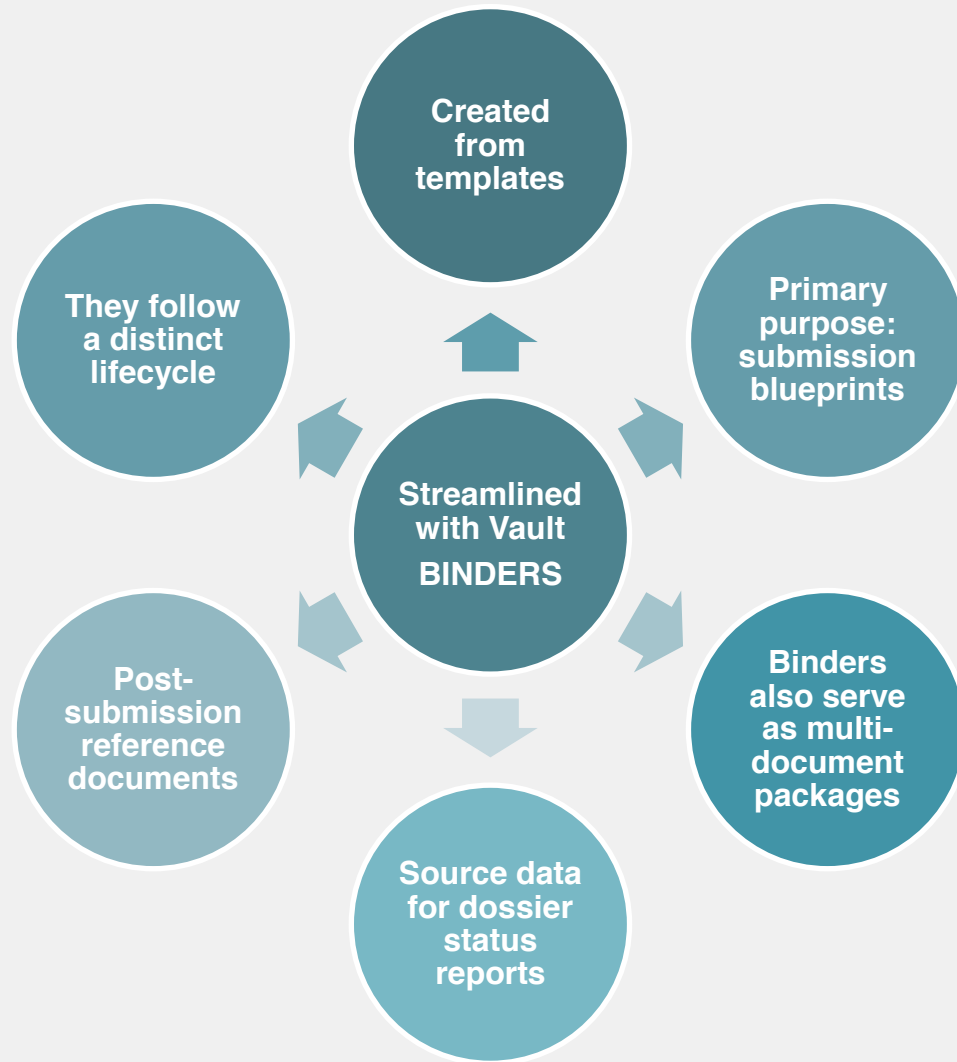 Created
from
templates
They follow
a distinct
lifecycle
Primary
purpose:
submission
blueprints
Streamlined
with Vault
BINDERS
Post-
submission
reference
documents
Binders
also serve
as multi-
document
packages
Source data
for dossier
status
reports